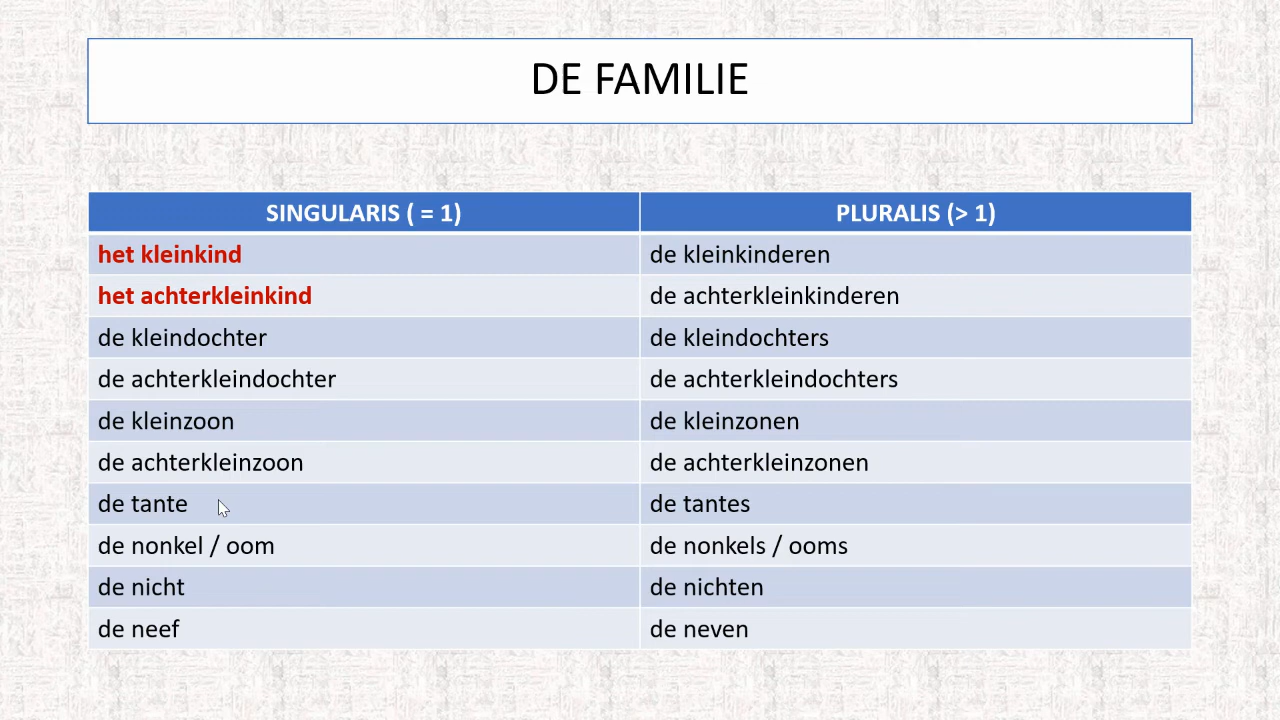 DE FAMILIE
SINGULARIS ( = 1) PLURALIS (> 1)
het kleinkind de kleinkinderen
het achterkleinkind de achterkleinkinderen
de kleindochter de kleindochters
de achterkleindochter de achterkleindochters
de kleinzoon de kleinzonen
de achterkleinzoon de achterkleinzonen
de tante de tantes
de nonkel / oom de nonkels / ooms
de nicht de nichten
de neef de neven